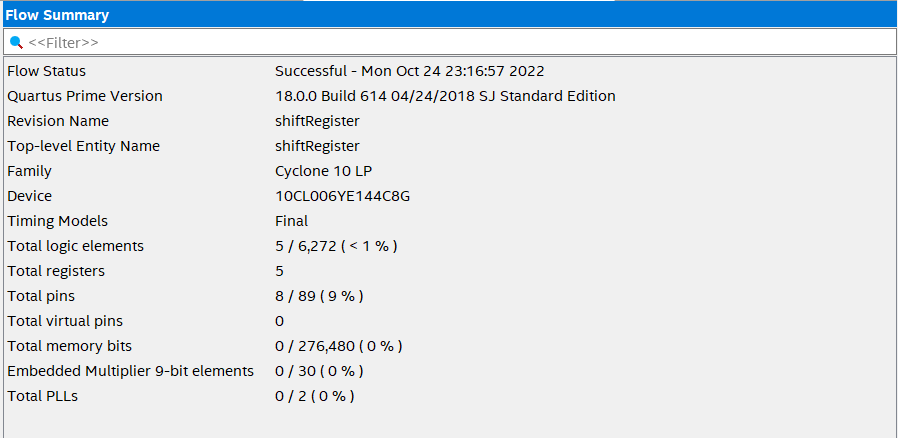 Flow Summary
<<Filter>>
Flow Status Successful - Mon Oct 24 23:16:57 2022
Quartus Prime Version 18.0.0 Build 614 04/24/2018 SJ Standard Edition
Revision Name shiftRegister
Top-level Entity Name shiftRegister
Family Cyclone 10 LP
Device 10CL006YE144C8G
Timing Models Final
Total logic elements 5 / 6,272 ( < 1 % )
Total registers 5
Total pins 8 / 89 ( 9 % )
Total virtual pins 0
Total memory bits 0 / 276,480 ( 0 % )
Embedded Multiplier 9-bit elements 0 / 30 ( 0 % )
Total PLLs 0 / 2 ( 0 % )